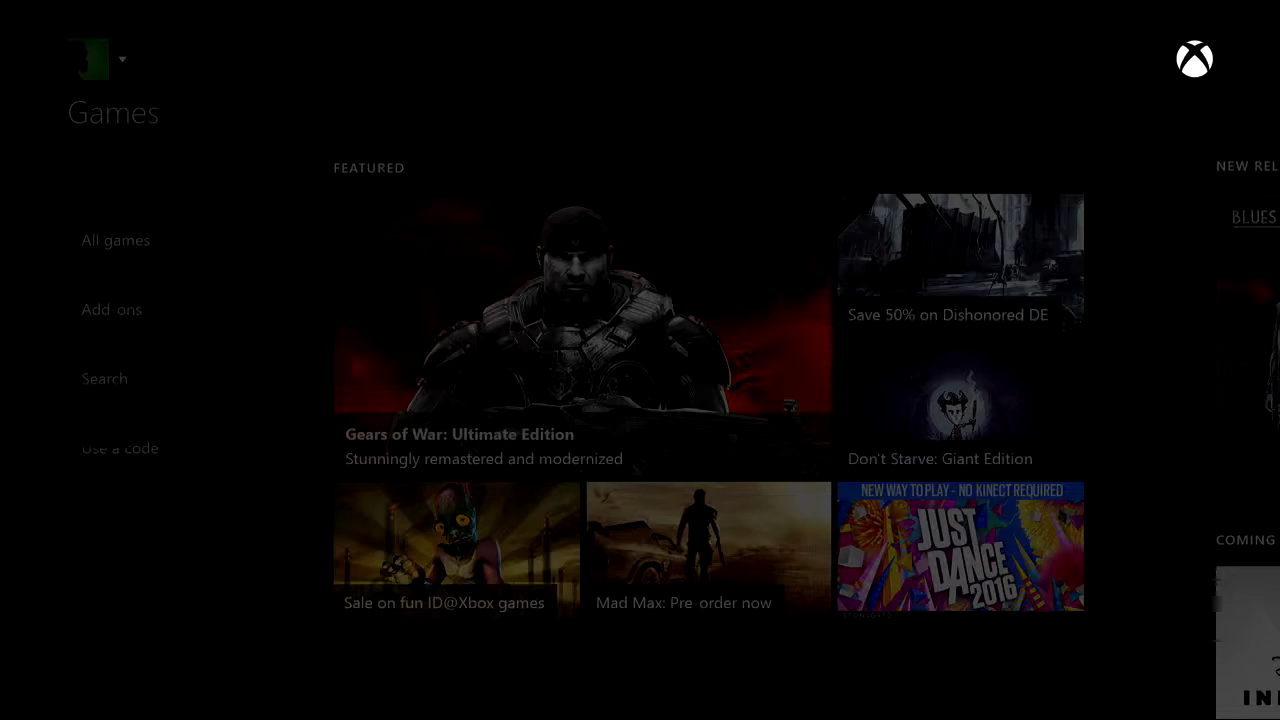 Games
FEATURED
NEW REL
All games
Add-ons
Search
Use a code
Gears of War: Ultimate Edition
Stunningly remastered and modernized
Save 50% on Dishonored DE
Don't Starve: Giant Edition
Sale on fun ID@Xbox games
Mad Max: Pre-order now
NEW WAY TO PLAY - NO KINECT REQUIRED
JUST
DANCE
2016
BLUES
COMING
IN